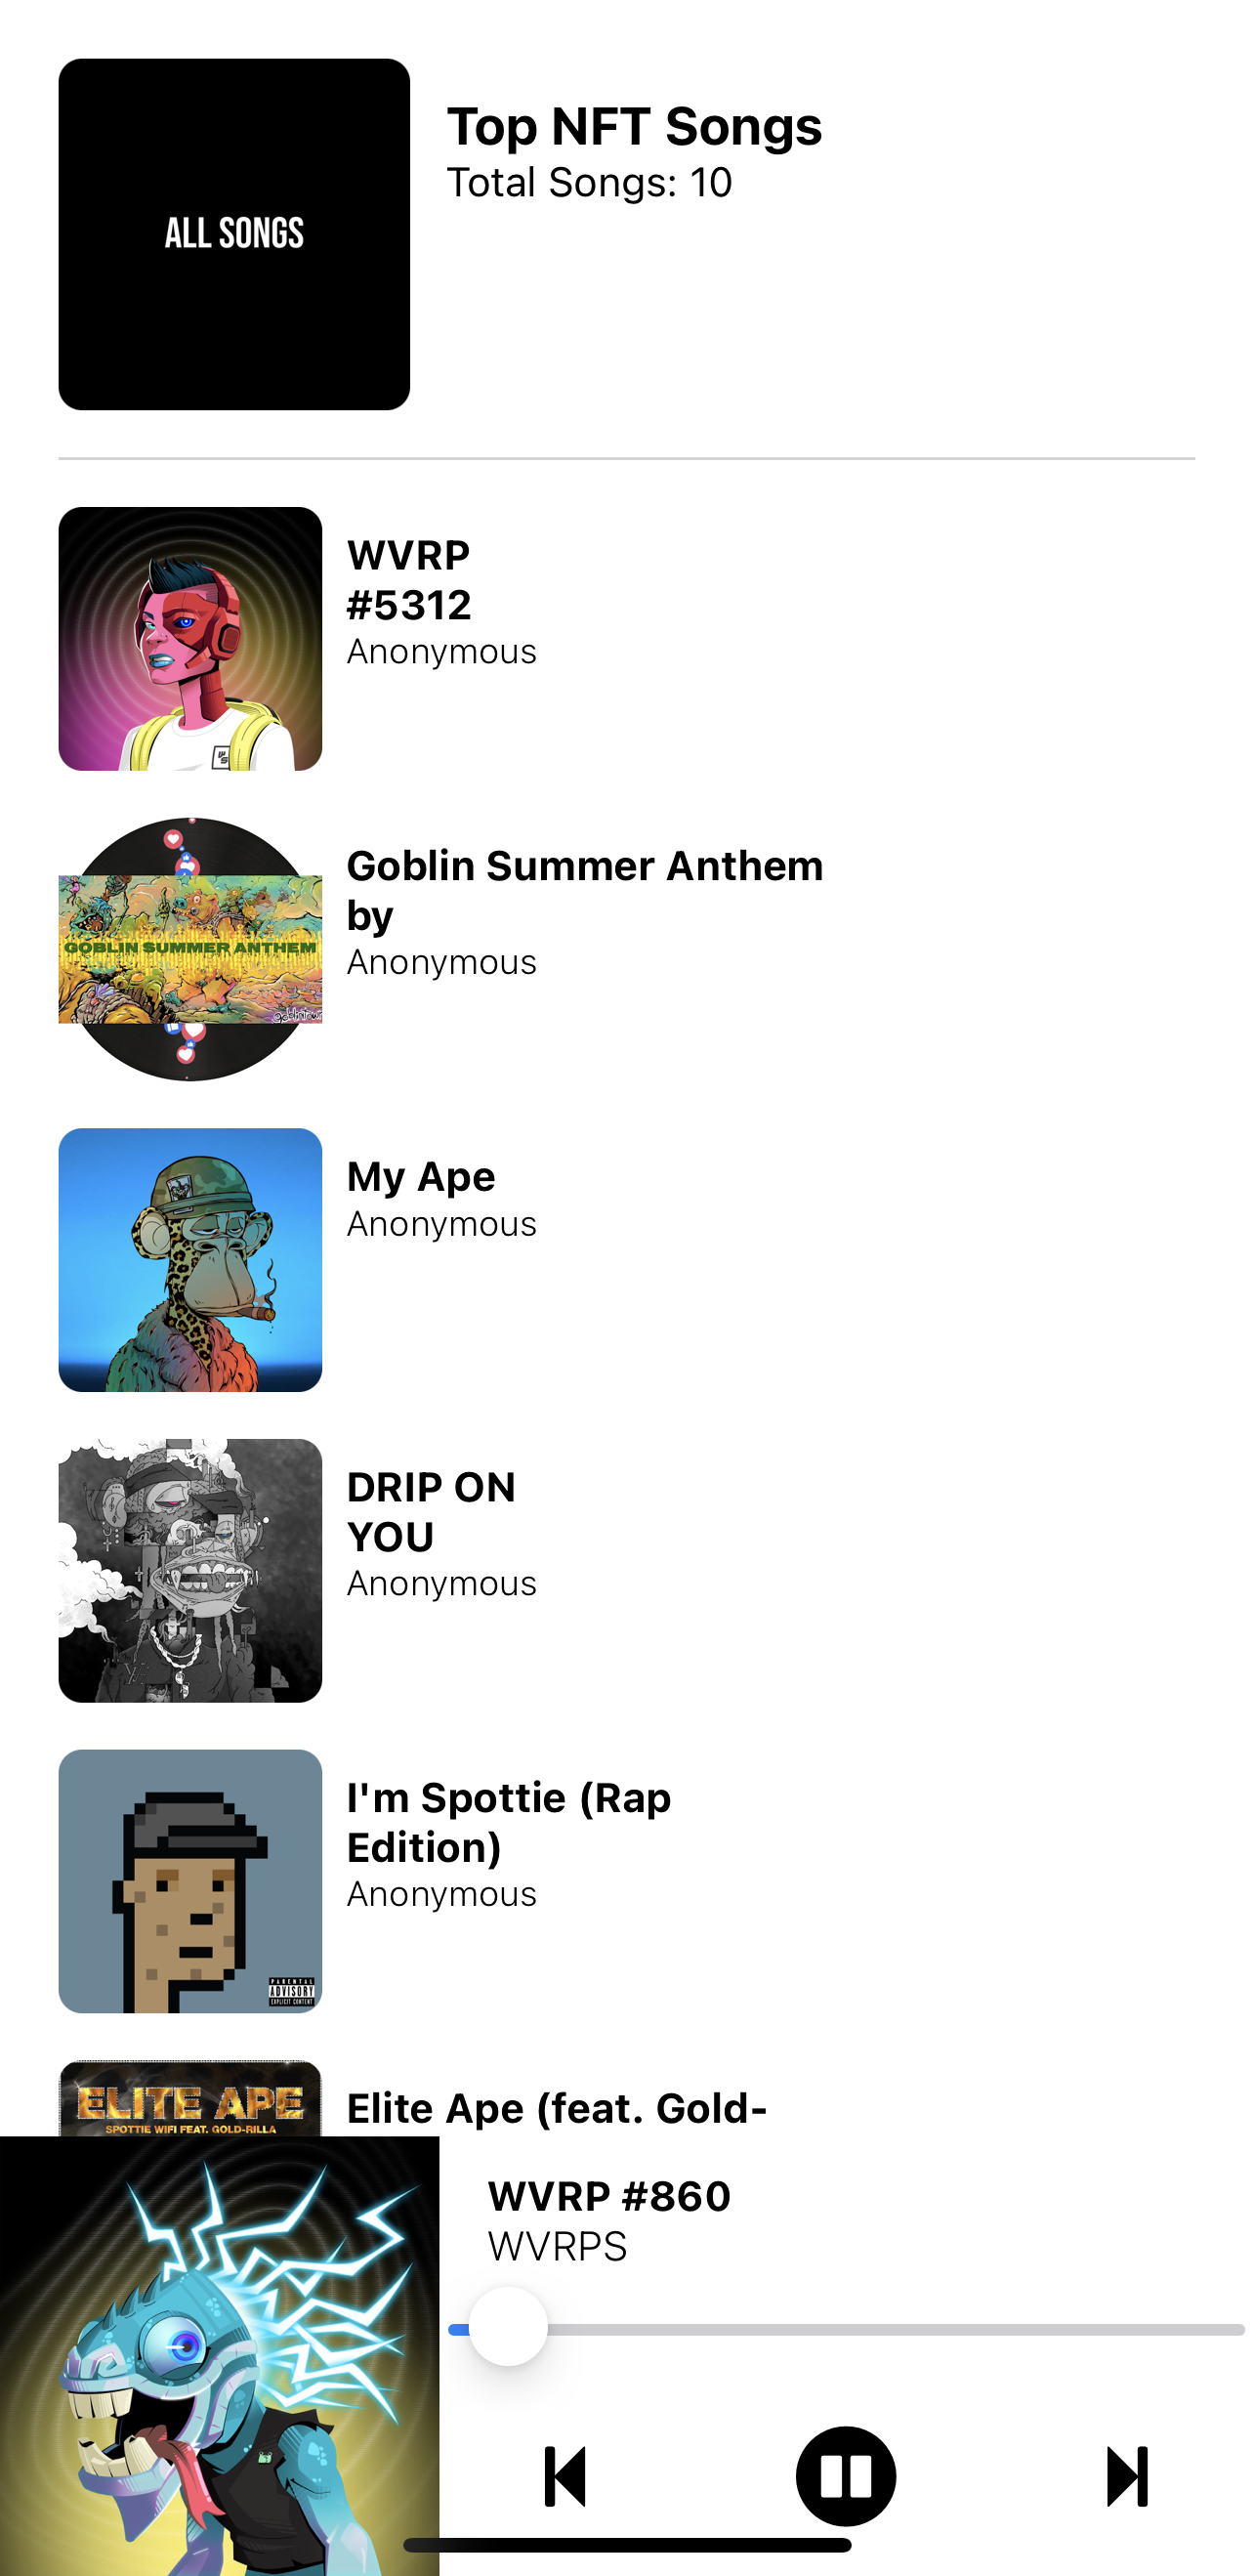 ALL SONGS
Top NFT Songs
Total Songs: 10
WVRP
#5312
Anonymous
GOBLIN SUMMER ANTHEM
goblintown
Goblin Summer Anthem
by
Anonymous
My Ape
Anonymous
DRIP ON
YOU
Anonymous
PARENTAL
ADVISORY
EXPLICIT CONTENT
I'm Spottie (Rap
Edition)
Anonymous
ELITE APE
SPOTTIE WIFI FEAT. GOLD-RILLA
Elite Ape (feat. Gold-
WVRP #860
WVRPS